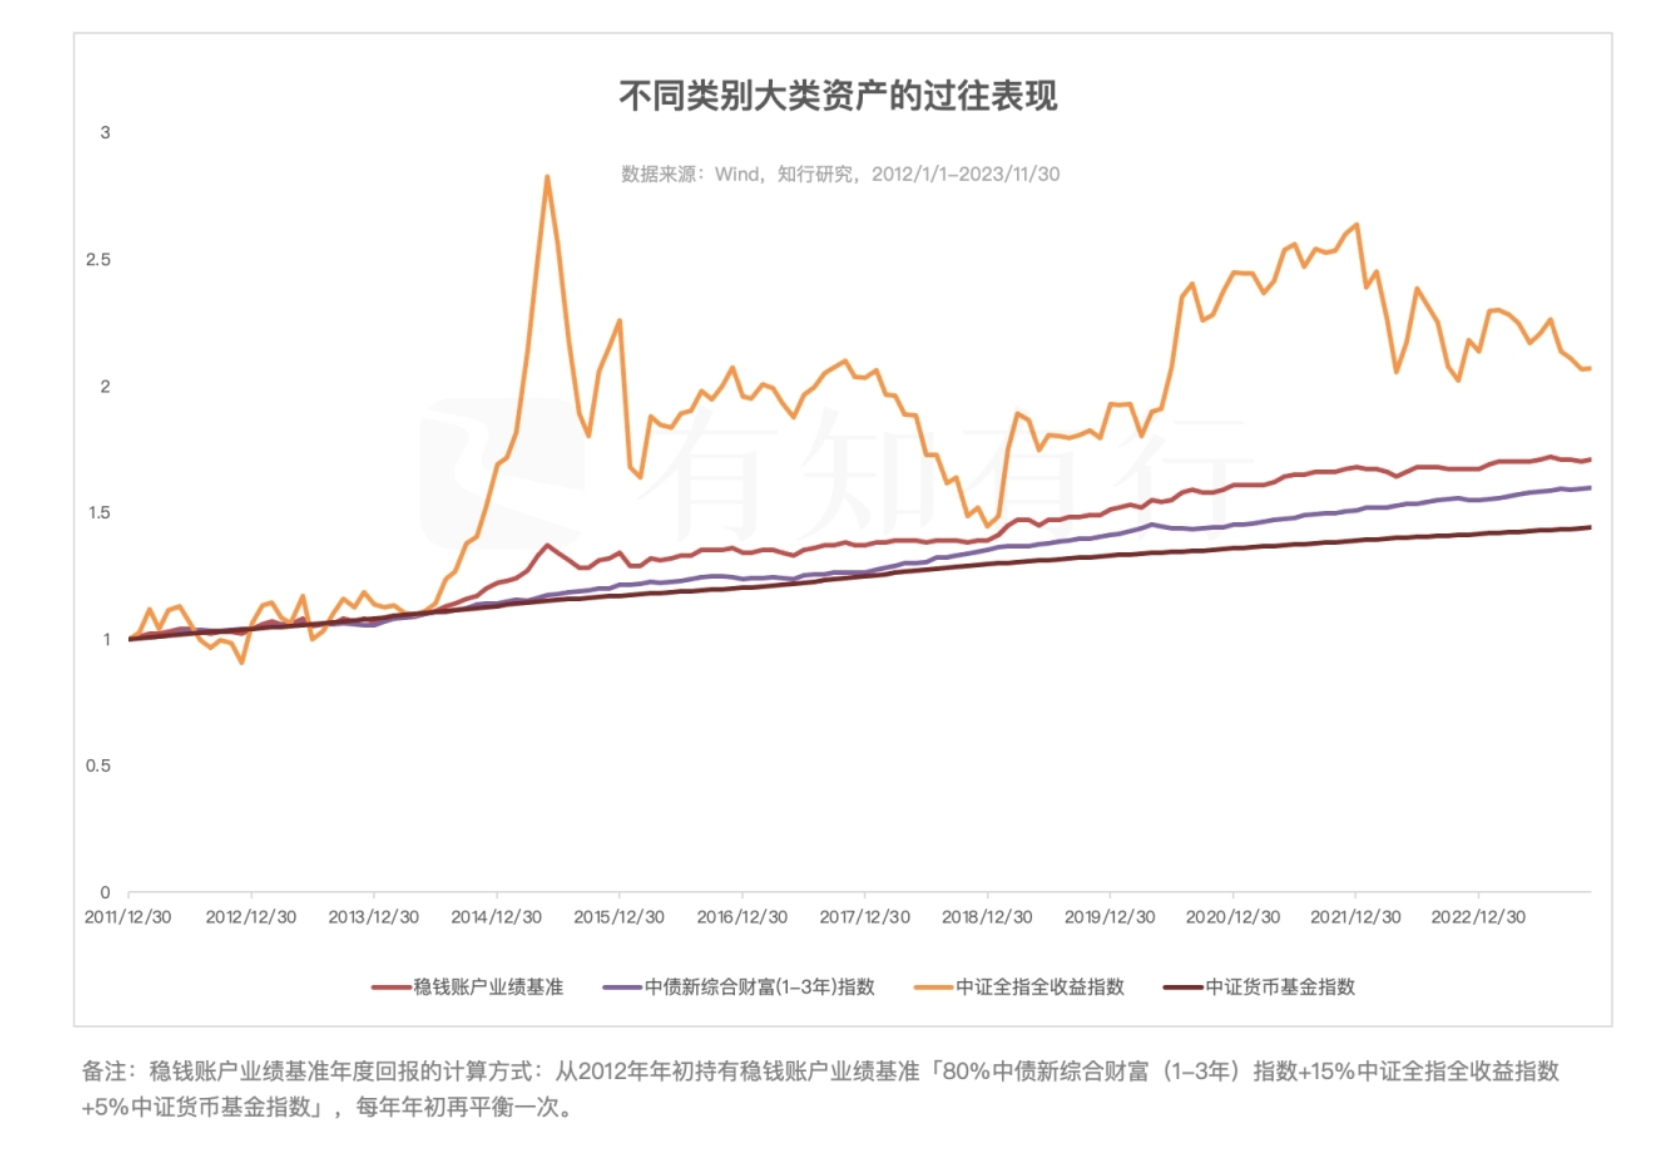 不同类别大类资产的过往表现
数据来源：Wind，知行研究，2012/1/1-2023/11/30
3
2.5
2
1.5
1
0.5
0
有知有行
2011/12/30 2012/12/30 2013/12/30 2014/12/30 2015/12/30 2016/12/30 2017/12/30 2018/12/30 2019/12/30 2020/12/30 2021/12/30 2022/12/30
稳钱账户业绩基准 中债新综合财富(1-3年)指数 中证全指全收益指数 中证货币基金指数
备注：稳钱账户业绩基准年度回报的计算方式：从2012年年初持有稳钱账户业绩基准「80%中债新综合财富（1-3年）指数+15%中证全指全收益指数
+5%中证货币基金指数」，每年年初再平衡一次。